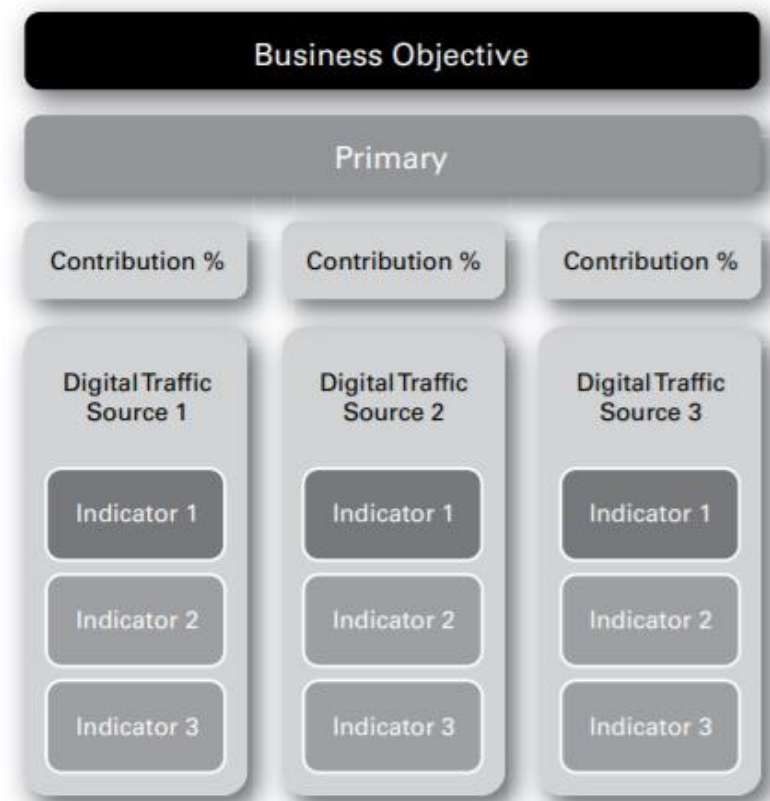 Business Objective
Primary
Contribution %
Contribution %
Contribution %
Digital Traffic
Source 1
Indicator 1
Indicator 2
Indicator 3
Digital Traffic
Source 2
Indicator 1
Indicator 2
Indicator 3
Digital Traffic
Source 3
Indicator 1
Indicator 2
Indicator 3